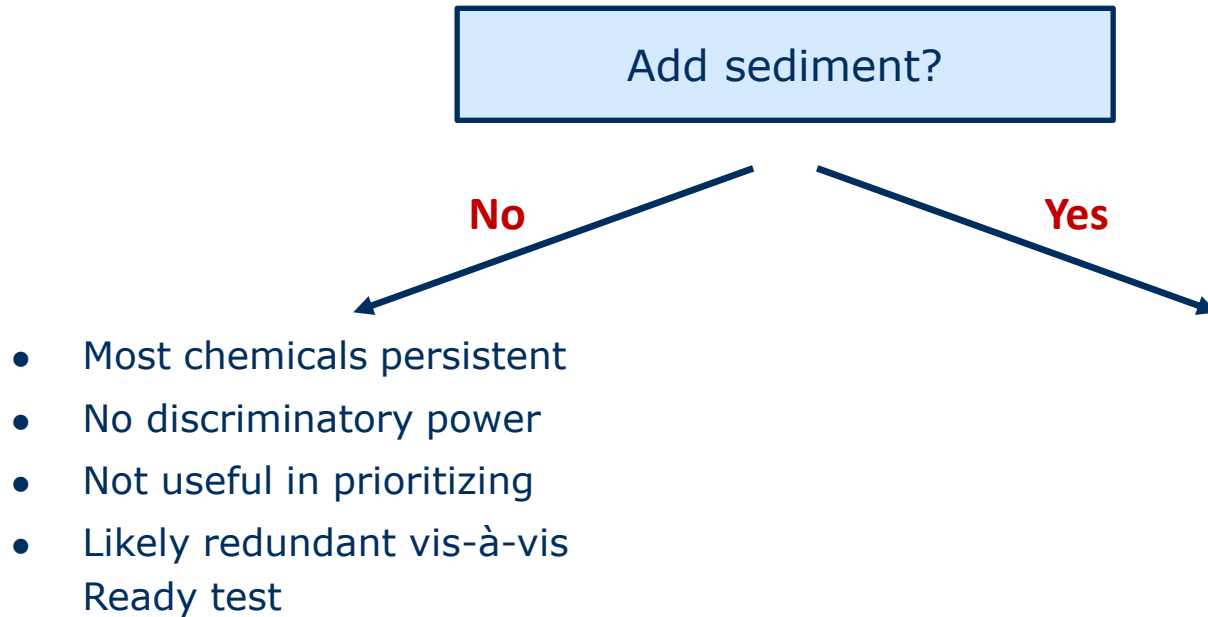 Add sediment?
No
Yes
● Most chemicals persistent
● No discriminatory power
● Not useful in prioritizing
● Likely redundant vis-à-vis
Ready test